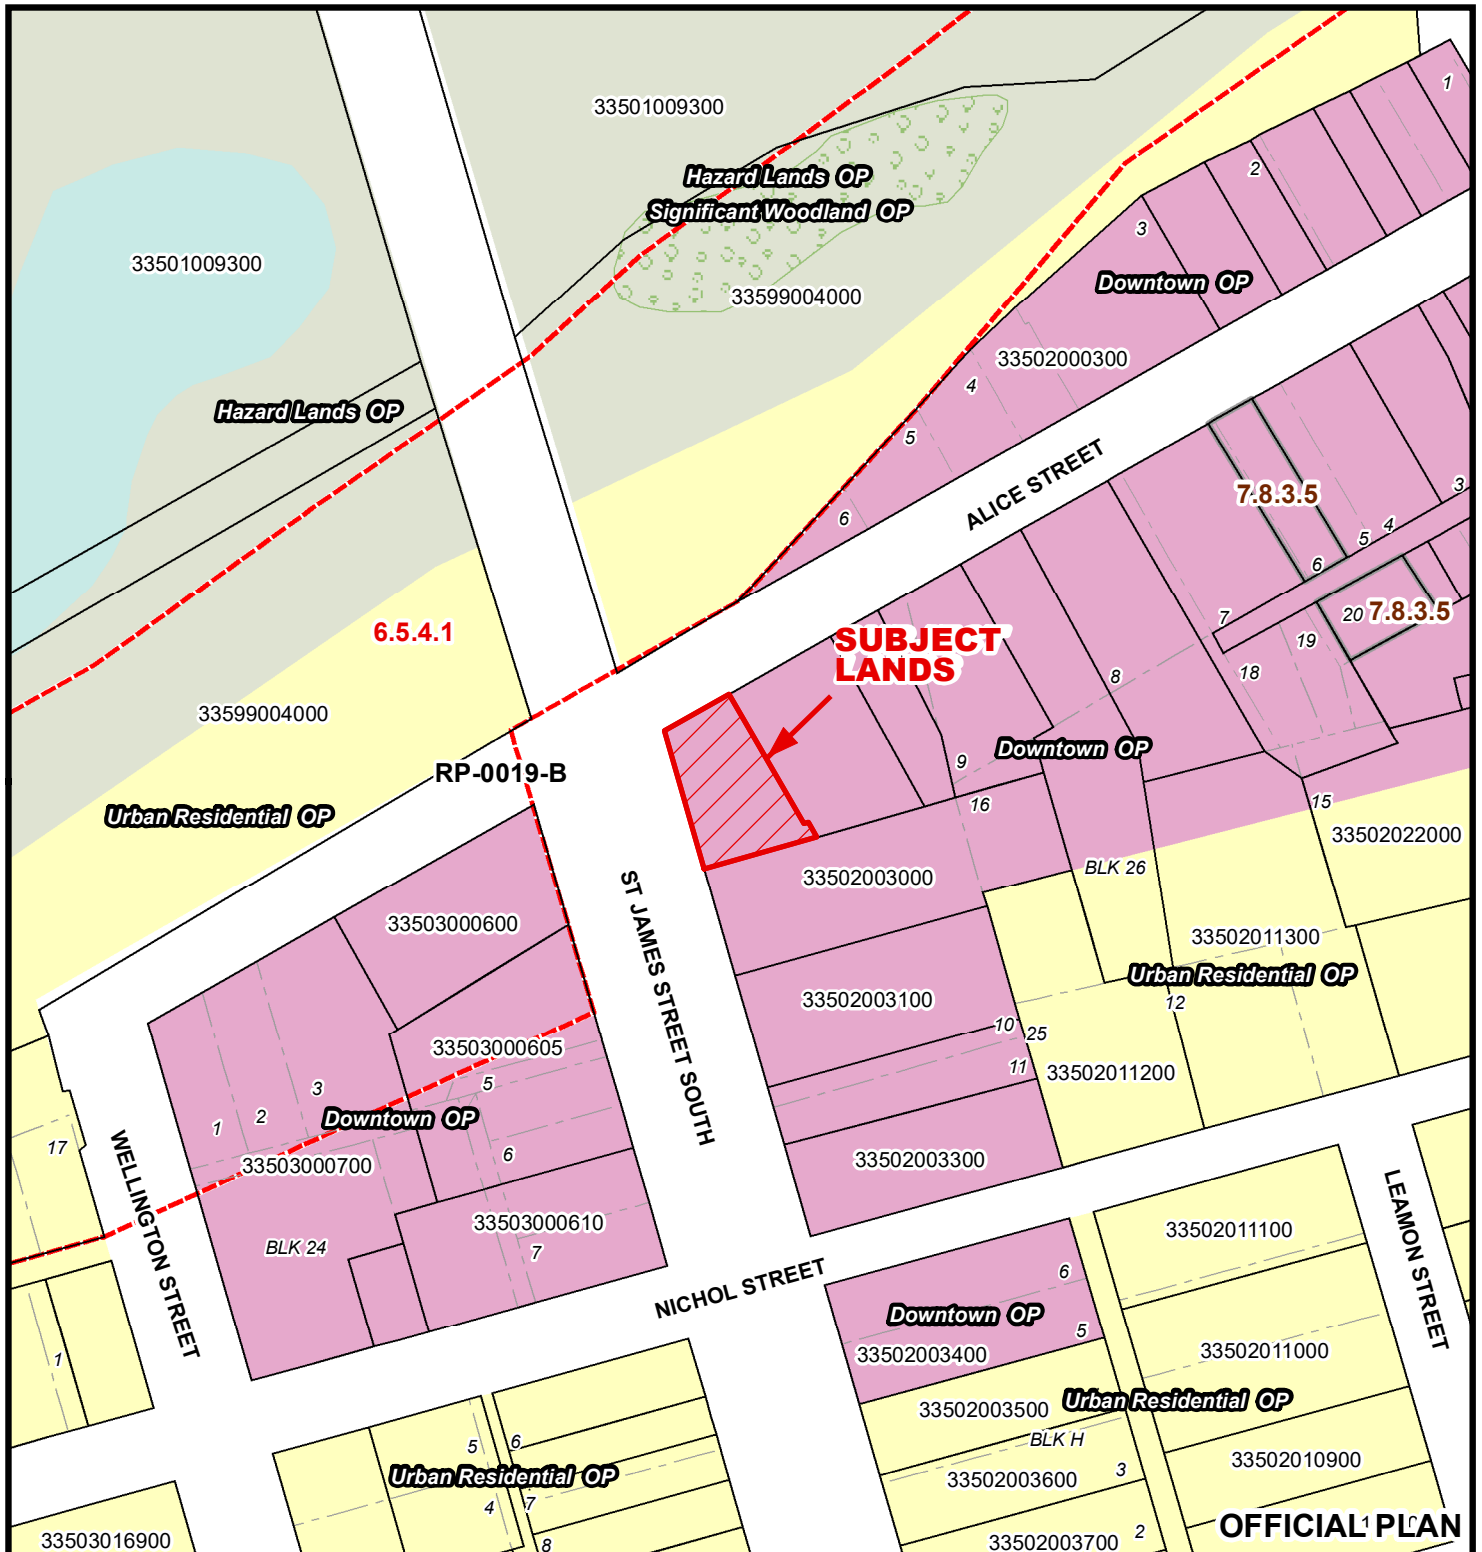 33501009300
1
Hazard Lands OP
2
Significant Woodland OP
3
33501009300
Downtown OP
33599004000
33502000300
4
Hazard Lands OP
5
ALICE STREET
3
7.8.3.5
6
4
5
6
7.8.3.5
7
20
6.5.4.1
19
SUBJECT
LANDS
18
8
33599004000
Downtown OP
9
RP-0019-B
16
15
Urban Residential OP
33502022000
BLK 26
33502003000
ST JAMES STREET SOUTH
33503000600
33502011300
Urban Residential OP
33502003100
12
10
25
33503000605
11
33502011200
5
3
2
Downtown OP
1
17
6
33502003300
33503000700
WELLINGTON STREET
33503000610
33502011100
LEAMON STREET
BLK 24
7
6
NICHOL STREET
Downtown OP
5
33502003400
33502011000
1
Urban Residential OP
33502003500
BLK H
5
6
33502010900
Urban Residential OP
3
33502003600
4
7
OFFICIAL PLAN
2
33503016900
33502003700
8